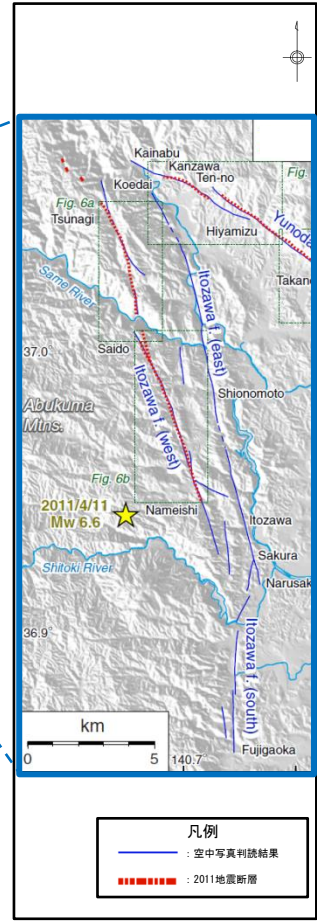 Kainabu
Kanzawa
Ten-no
Koedai
Fig.
Fig. 6a
Tsunagi
Hiyamizu
Yunoda
Takano
Same River
Itozawa f. (east)
37.0°
Saido
Itozawa f. (west)
Shionomoto
Abukuma
Mtns.
Fig. 6b
2011/4/11
Mw 6.6
Nameishi
Itozawa
Sakura
Shitoki River
Narusak
36.9°
Itozawa f. (south)
km
0 5
140.7°
Fujigaoka
凡例
：空中写真判読結果
：2011地震断層